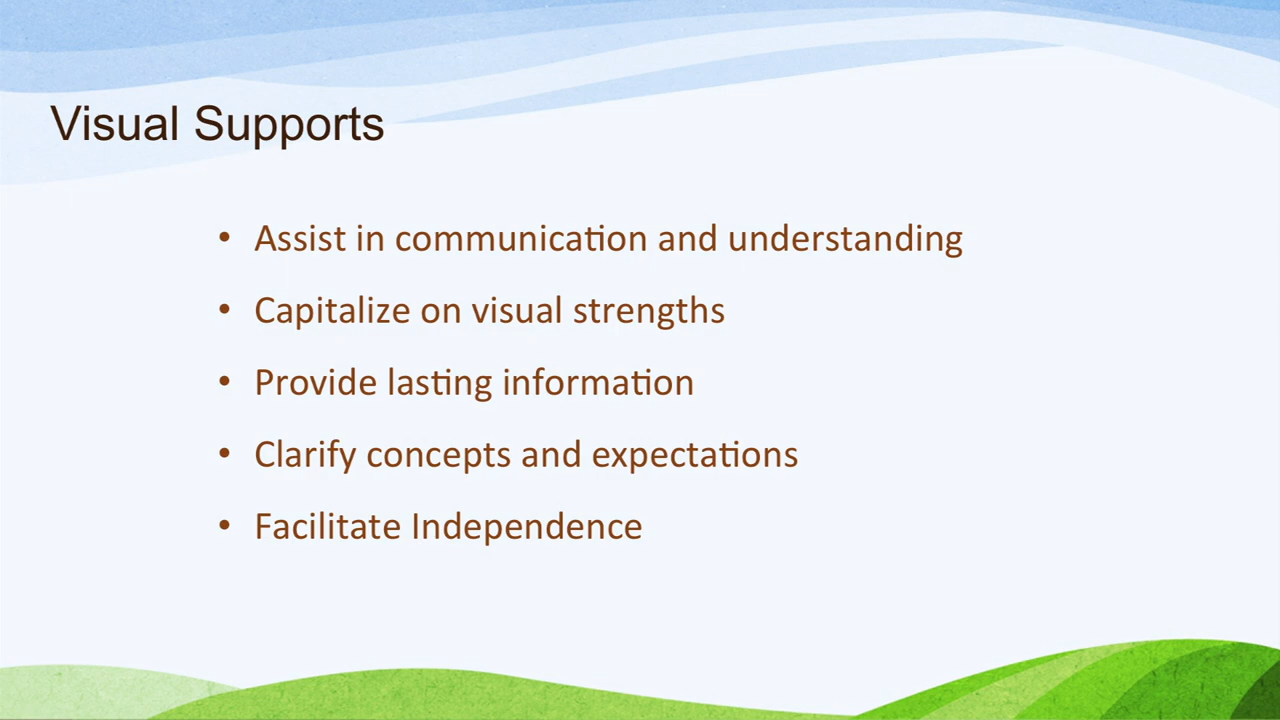 Visual Supports
• Assist in communication and understanding
• Capitalize on visual strengths
• Provide lasting information
• Clarify concepts and expectations
• Facilitate Independence